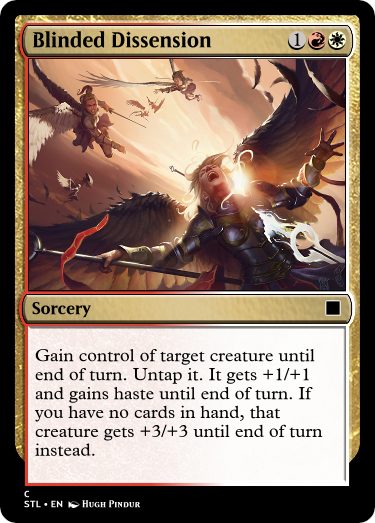 Blinded Dissension 1
Sorcery
Gain control of target creature until
end of turn. Untap it. It gets +1/+1
and gains haste until end of turn. If
you have no cards in hand, that
creature gets +3/+3 until end of turn
instead.
C
STL • EN Hugh Pindur